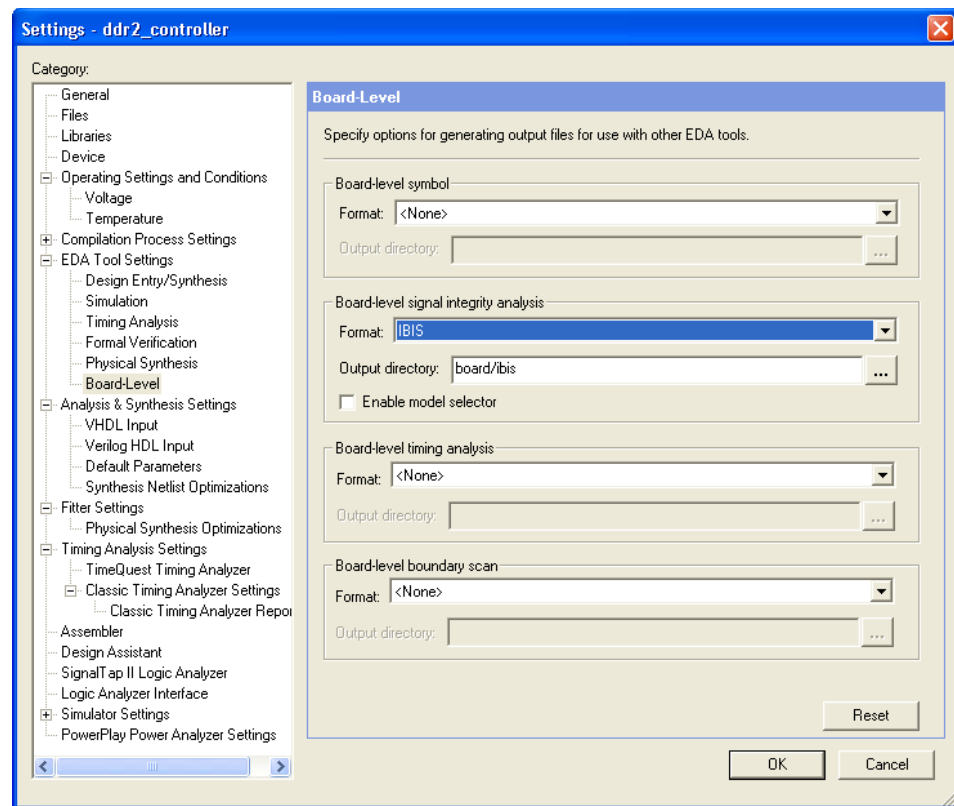 Settings - ddr2_controller
Category:
General
Files
Libraries
Device
Operating Settings and Conditions
Voltage
Temperature
Compilation Process Settings
EDA Tool Settings
Design Entry/Synthesis
Simulation
Timing Analysis
Formal Verification
Physical Synthesis
Board-Level
Analysis & Synthesis Settings
VHDL Input
Verilog HDL Input
Default Parameters
Synthesis Netlist Optimizations
Fitter Settings
Physical Synthesis Optimizations
Timing Analysis Settings
TimeQuest Timing Analyzer
Classic Timing Analyzer Settings
Classic Timing Analyzer Repor
Assembler
Design Assistant
SignalTap II Logic Analyzer
Logic Analyzer Interface
Simulator Settings
PowerPlay Power Analyzer Settings
Board-Level
Specify options for generating output files for use with other EDA tools.
Board-level symbol
Format: <None>
Output directory: ...
Board-level signal integrity analysis
Format: IBIS
Output directory: board/ibis ...
Enable model selector
Board-level timing analysis
Format: <None>
Output directory: ...
Board-level boundary scan
Format: <None>
Output directory: ...
Reset
OK Cancel